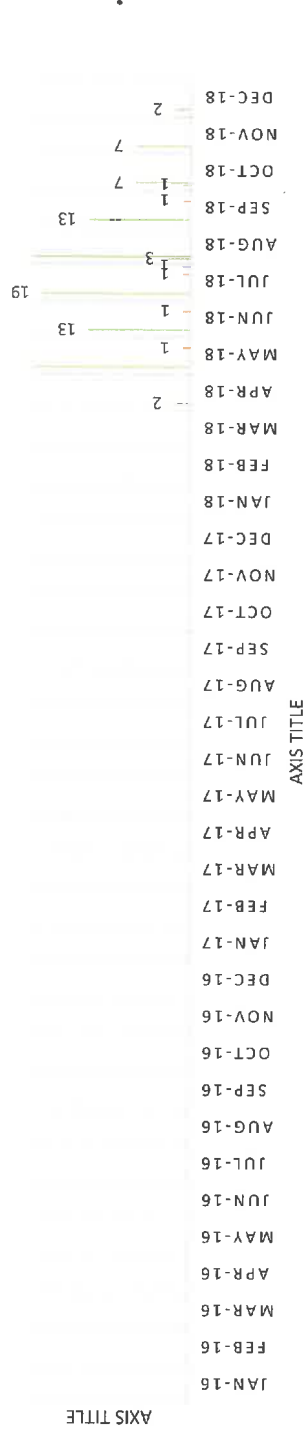 2
DEC-18
NOV-18
7
OCT-18
7
1
1
SEP-18
13
AUG-18
3
1
1
JUL-18
19
1
JUN-18
13
1
MAY-18
APR-18
2
MAR-18
FEB-18
JAN-18
DEC-17
NOV-17
OCT-17
SEP-17
AUG-17
JUL-17
JUN-17
MAY-17
APR-17
MAR-17
FEB-17
JAN-17
DEC-16
NOV-16
OCT-16
SEP-16
AUG-16
JUL-16
JUN-16
MAY-16
APR-16
MAR-16
FEB-16
JAN-16
AXIS TITLE
AXIS TITLE